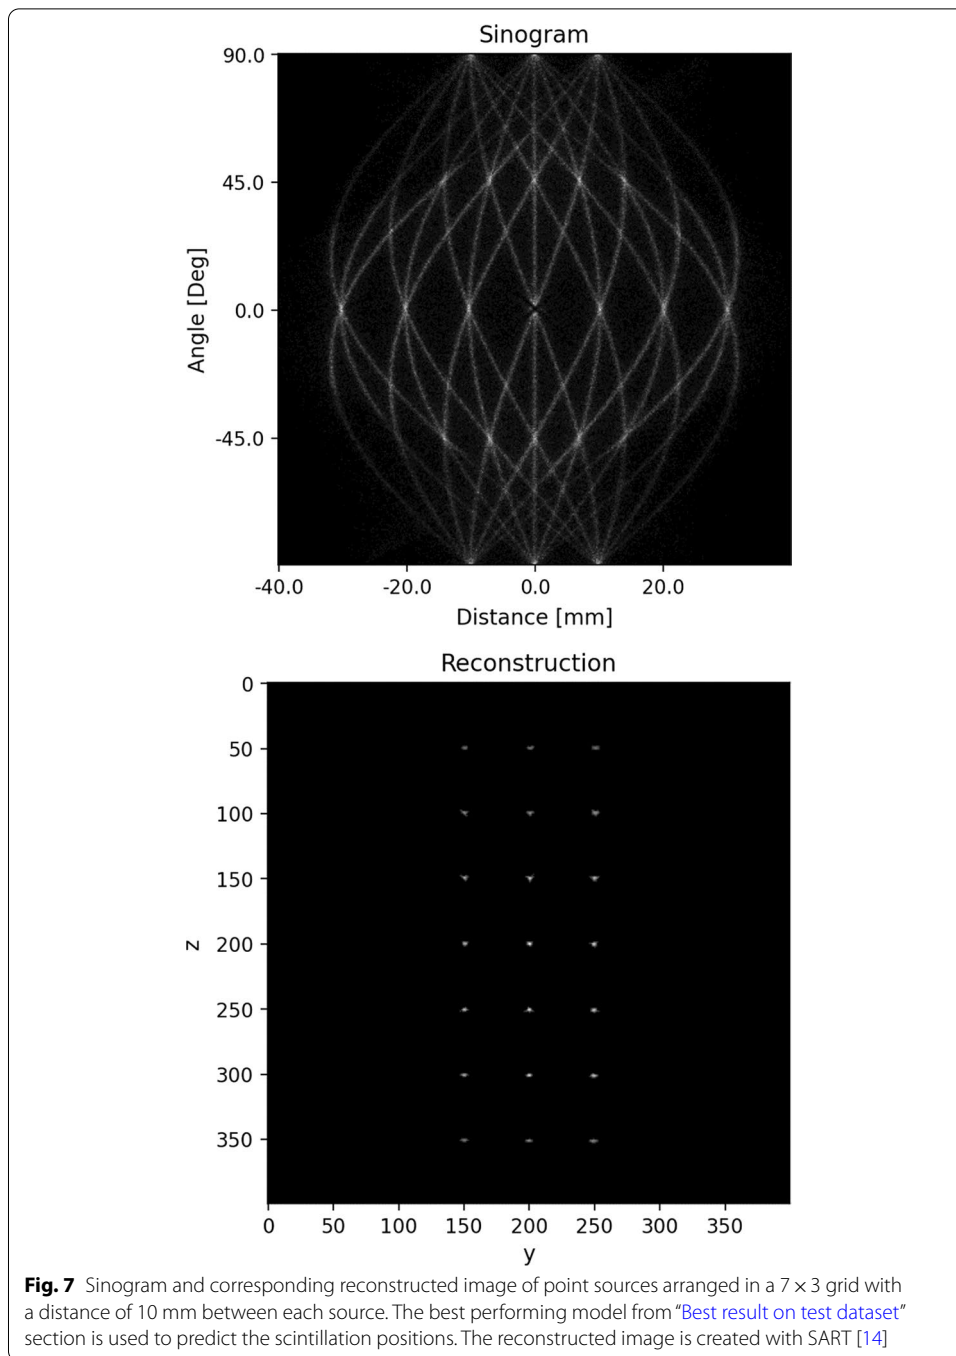 Sinogram
90.0
45.0
0.0
-45.0
Angle [Deg]
-40.0 -20.0 0.0 20.0
Distance [mm]
Reconstruction
0
50
100
150
200
250
300
350
z
0 50 100 150 200 250 300 350
y
Fig. 7 Sinogram and corresponding reconstructed image of point sources arranged in a 7 × 3 grid with
a distance of 10 mm between each source. The best performing model from “Best result on test dataset”
section is used to predict the scintillation positions. The reconstructed image is created with SART [14]